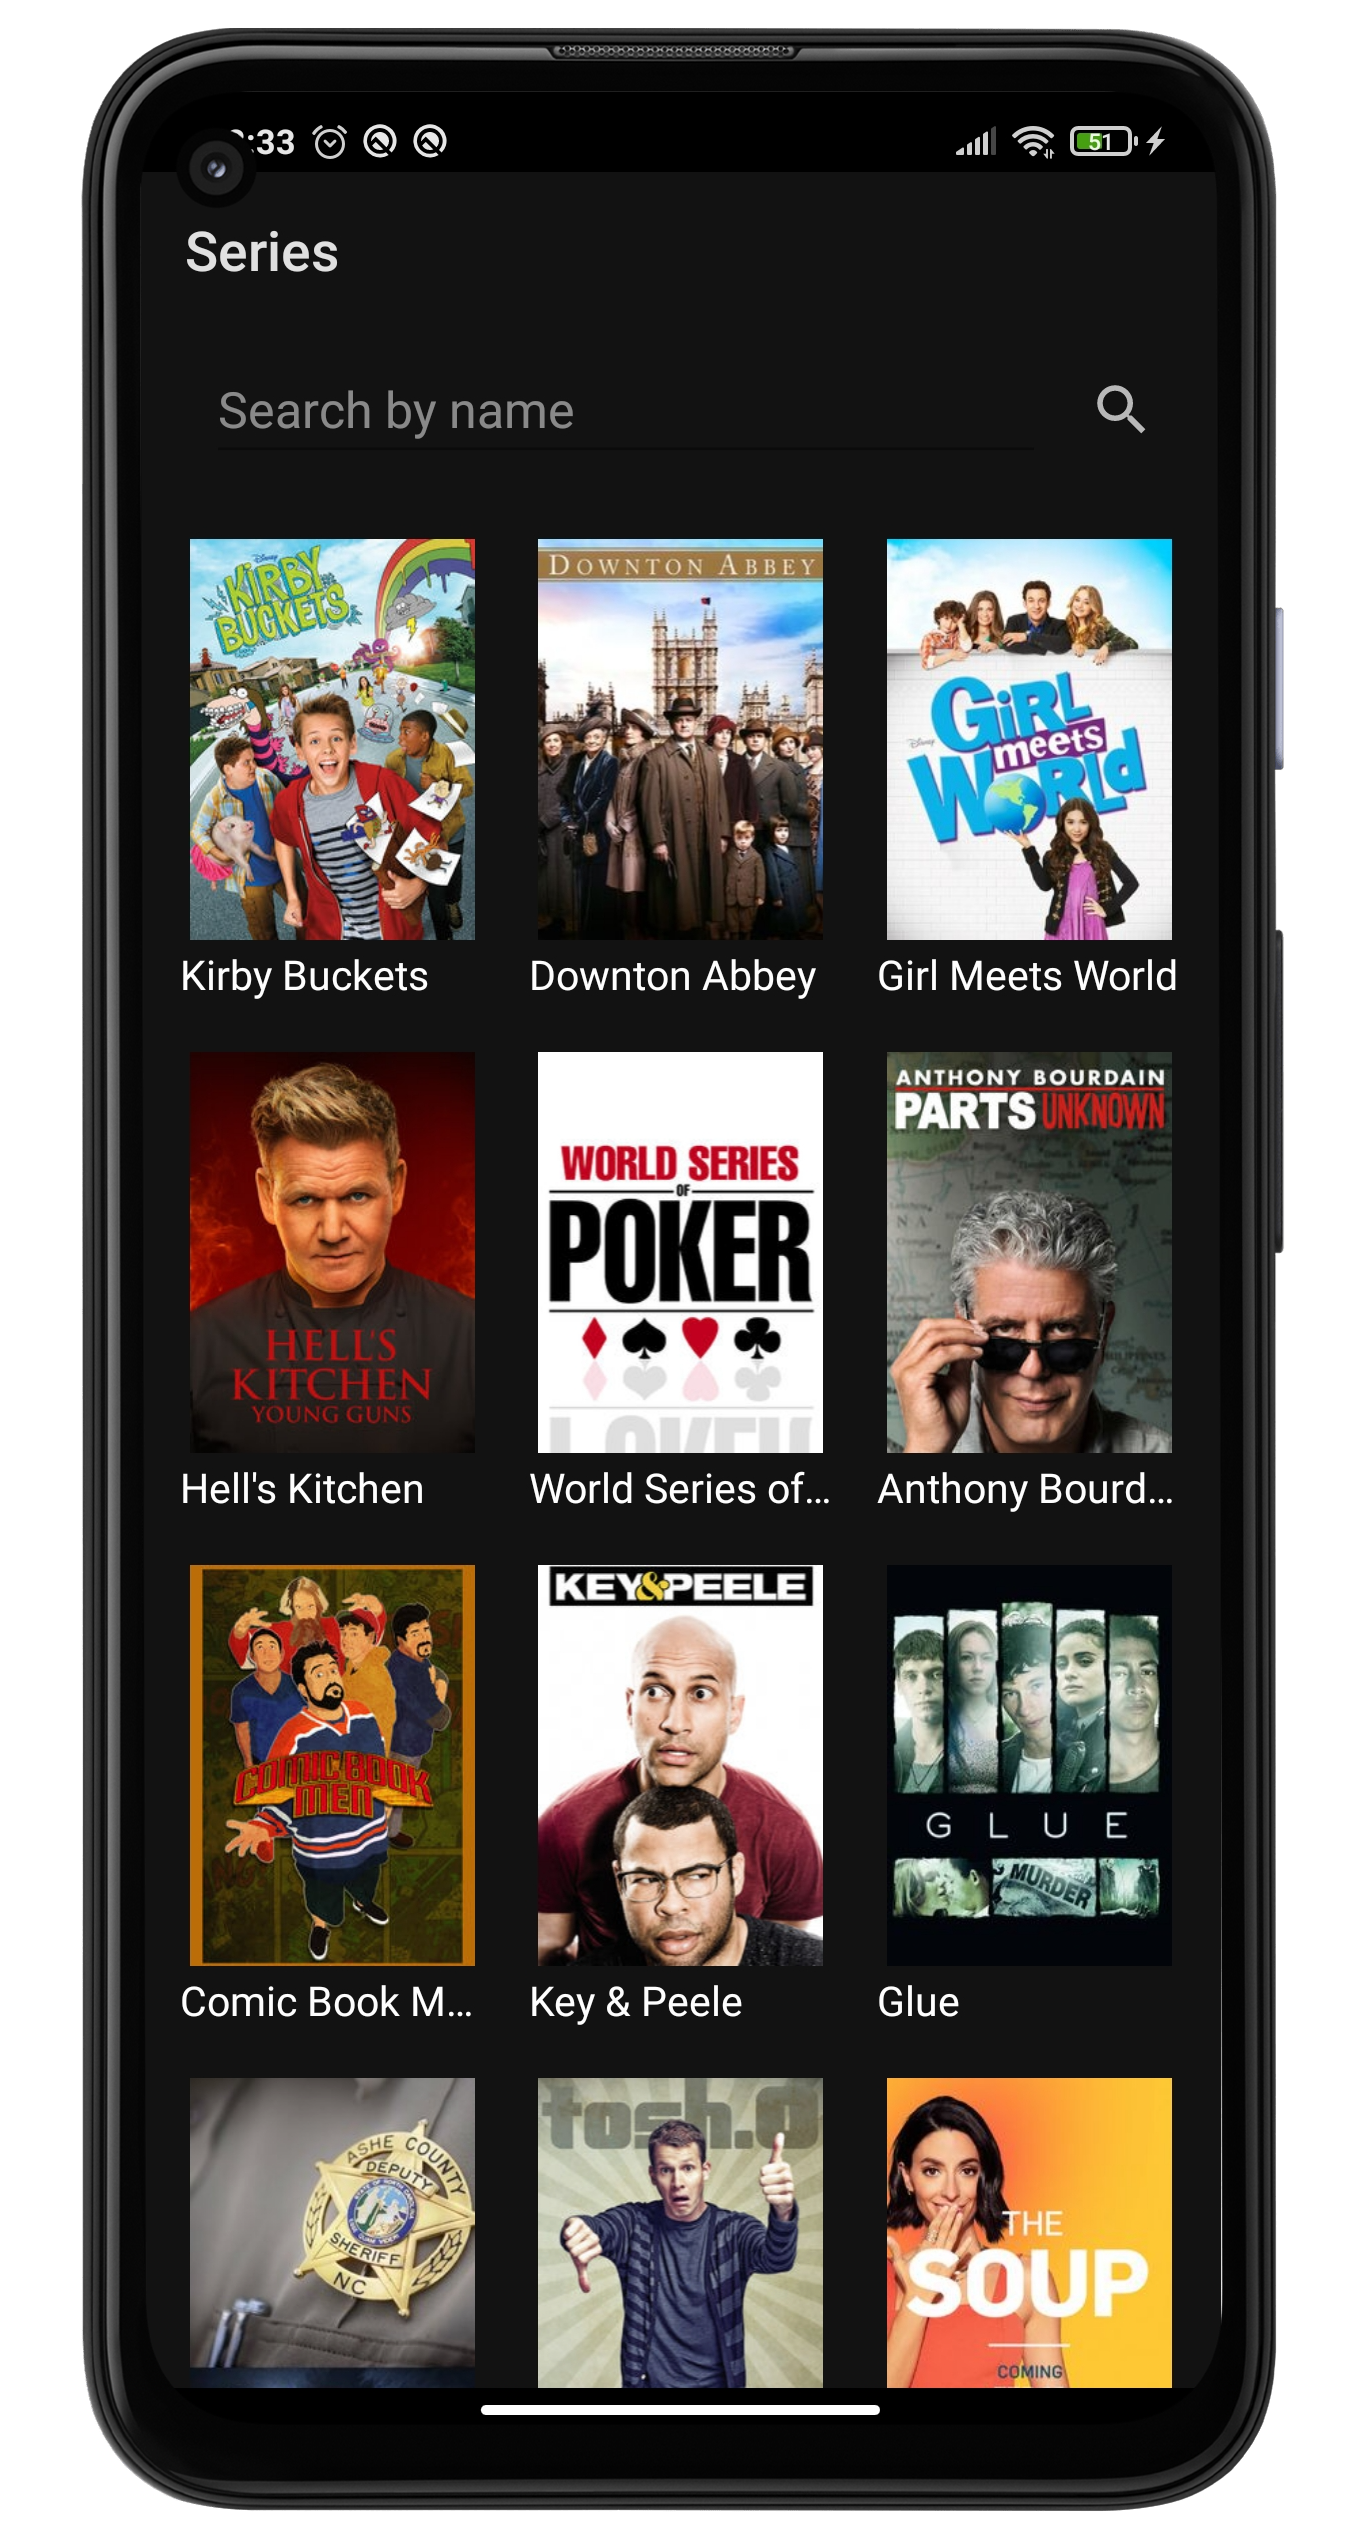 :33
51
Series
Search by name
Disney
KIRBY
BUCKETS
DOWNTON ABBEY
Disney
GIRL
meets
WORLD
Kirby Buckets
Downton Abbey
Girl Meets World
HELL'S
KITCHEN
YOUNG GUNS
WORLD SERIES
OF
POKER
ANTHONY BOURDAIN
PARTS UNKNOWN
Hell's Kitchen
World Series of...
Anthony Bourd...
COMIC BOOK
MEN
KEY&PEELE
GLUE
MURDER
Comic Book M...
Key & Peele
Glue
ASHE COUNTY
DEPUTY
SHERIFF
NC
tosh.0
THE
SOUP
COMING